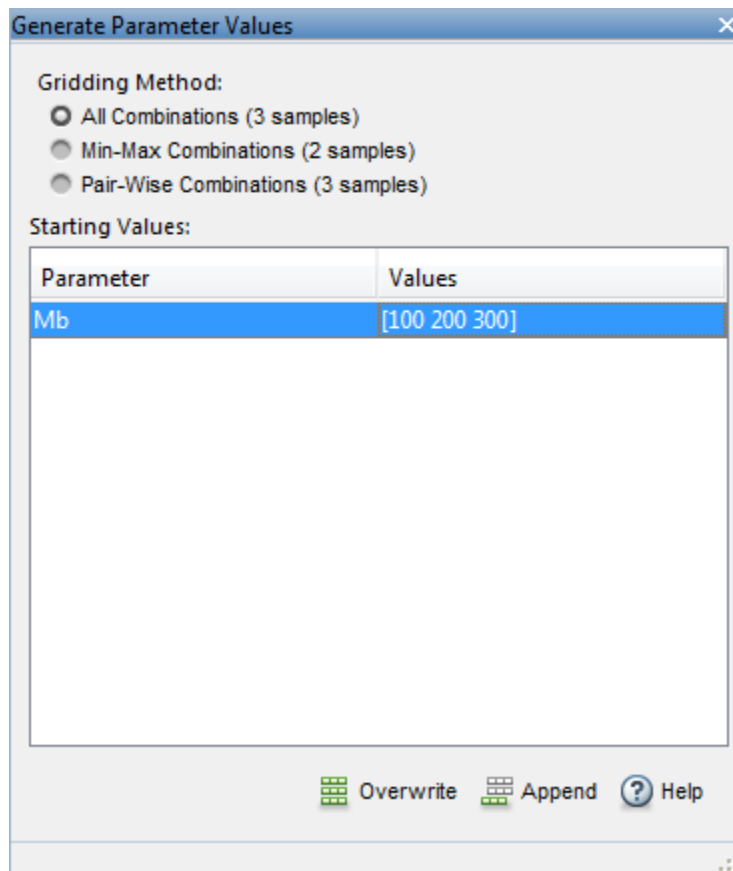 Generate Parameter Values
Gridding Method:
All Combinations (3 samples)
Min-Max Combinations (2 samples)
Pair-Wise Combinations (3 samples)
Starting Values:
Parameter Values
Mb [100 200 300]
Overwrite Append Help